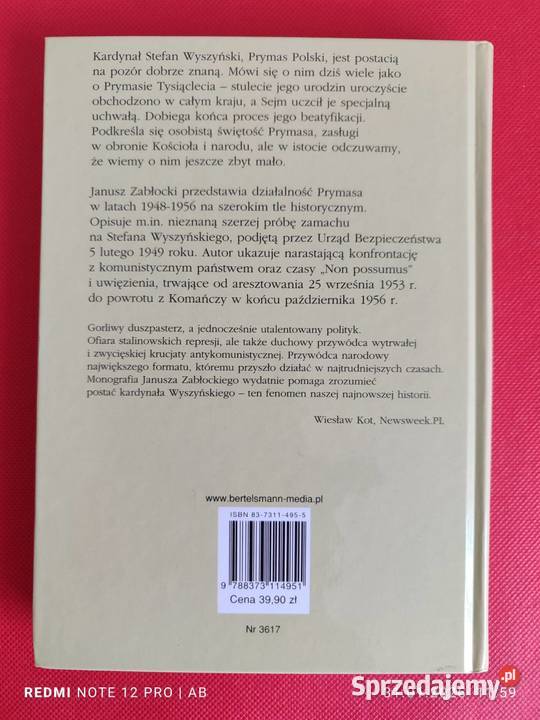 Kardynał Stefan Wyszyński, Prymas Polski, jest postacią
na pozór dobrze znaną. Mówi się o nim dziś wiele jako
o Prymasie Tysiąclecia – stulecie jego urodzin uroczyście
obchodzono w całym kraju, a Sejm uczcił je specjalną
uchwałą. Dobiega końca proces jego beatyfikacji.
Podkreśla się osobistą świętość Prymasa, zasługi
w obronie Kościoła i narodu, ale w istocie odczuwamy,
że wiemy o nim jeszcze zbyt mało.
Janusz Zabłocki przedstawia działalność Prymasa
w latach 1948-1956 na szerokim tle historycznym.
Opisuje m.in. nieznaną szerzej próbę zamachu
na Stefana Wyszyńskiego, podjętą przez Urząd Bezpieczeństwa
5 lutego 1949 roku. Autor ukazuje narastającą konfrontację
z komunistycznym państwem oraz czasy „Non possumus"
i uwięzienia, trwające od aresztowania 25 września 1953 r.
do powrotu z Komańczy w końcu października 1956 r.
Gorliwy duszpasterz, a jednocześnie utalentowany polityk.
Ofiara stalinowskich represji, ale także duchowy przywódca wytrwałej
i zwycięskiej krucjaty antykomunistycznej. Przywódca narodowy
największego formatu, któremu przyszło działać w najtrudniejszych czasach.
Monografia Janusza Zabłockiego wydatnie pomaga zrozumieć
postać kardynała Wyszyńskiego – ten fenomen naszej najnowszej historii.
Wiesław Kot, Newsweek.PL
www.bertelsmann-media.pl
ISBN 83-7311-495-5
9 788373 114951
Cena 39,90 zł
Nr 3617
REDMI NOTE 12 PRO | AB
Sprzedajemy.pl